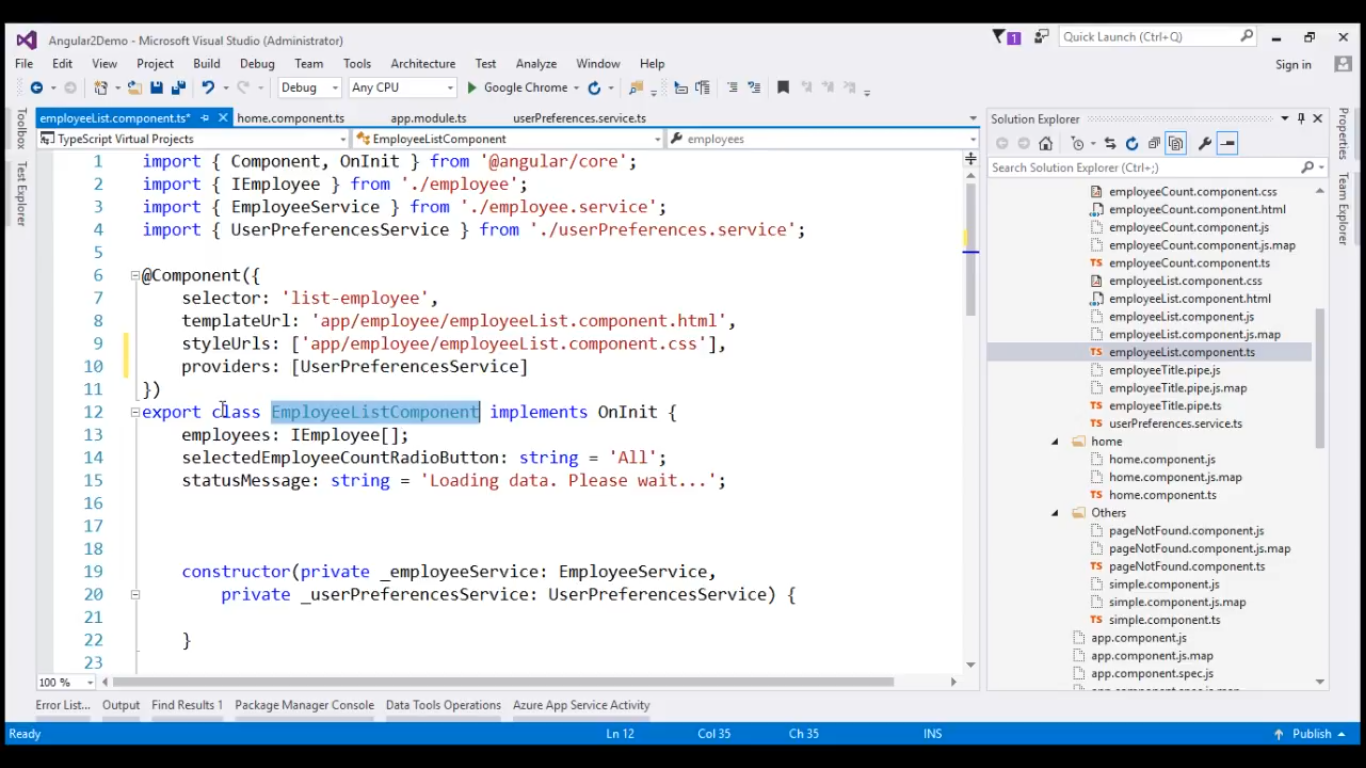 Angular2Demo - Microsoft Visual Studio (Administrator)
1
Quick Launch (Ctrl+Q)
File Edit View Project Build Debug Team Tools Architecture Test Analyze Window Help
Sign in
Debug Any CPU Google Chrome
Toolbox
Test Explorer
employeeList.component.ts* home.component.ts app.module.ts userPreferences.service.ts
TypeScript Virtual Projects EmployeeListComponent employees
1 import { Component, OnInit } from '@angular/core';
2 import { IEmployee } from './employee';
3 import { EmployeeService } from './employee.service';
4 import { UserPreferencesService } from './userPreferences.service';
5
6 @Component({
7 selector: 'list-employee',
8 templateUrl: 'app/employee/employeeList.component.html',
9 styleUrls: ['app/employee/employeeList.component.css'],
10 providers: [UserPreferencesService]
11 })
12 export class EmployeeListComponent implements OnInit {
13 employees: IEmployee[];
14 selectedEmployeeCountRadioButton: string = 'All';
15 statusMessage: string = 'Loading data. Please wait...';
16
17
18
19 constructor(private _employeeService: EmployeeService,
20 private _userPreferencesService: UserPreferencesService) {
21
22 }
23
100 %
Solution Explorer
Search Solution Explorer (Ctrl+;)
employeeCount.component.css
employeeCount.component.html
employeeCount.component.js
employeeCount.component.js.map
TS employeeCount.component.ts
employeeList.component.css
employeeList.component.html
employeeList.component.js
employeeList.component.js.map
TS employeeList.component.ts
employeeTitle.pipe.js
employeeTitle.pipe.js.map
TS employeeTitle.pipe.ts
TS userPreferences.service.ts
home
home.component.js
home.component.js.map
TS home.component.ts
Others
pageNotFound.component.js
pageNotFound.component.js.map
TS pageNotFound.component.ts
simple.component.js
simple.component.js.map
TS simple.component.ts
app.component.js
app.component.js.map
app.component.spec.js
Properties
Team Explorer
Error List... Output Find Results 1 Package Manager Console Data Tools Operations Azure App Service Activity
Ready Ln 12 Col 35 Ch 35 INS Publish